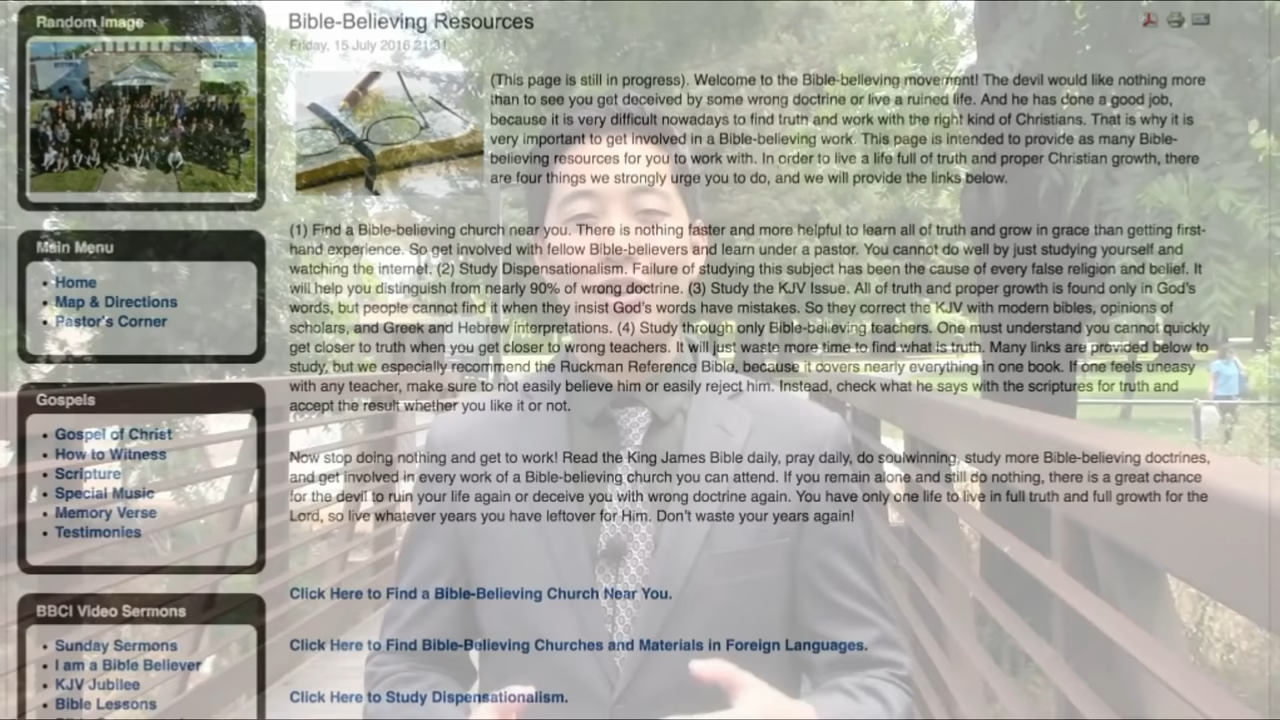 Random Image
Main Menu
Home
Map & Directions
Pastor's Corner
Gospels
Gospel of Christ
How to Witness
Scripture
Special Music
Memory Verse
Testimonies
BBCI Video Sermons
Sunday Sermons
I am a Bible Believer
KJV Jubilee
Bible Lessons
Bible-Believing Resources
Friday, 15 July 2016 21:31
(This page is still in progress). Welcome to the Bible-believing movement! The devil would like nothing more
than to see you get deceived by some wrong doctrine or live a ruined life. And he has done a good job,
because it is very difficult nowadays to find truth and work with the right kind of Christians. That is why it is
very important to get involved in a Bible-believing work. This page is intended to provide as many Bible-
believing resources for you to work with. In order to live a life full of truth and proper Christian growth, there
are four things we strongly urge you to do, and we will provide the links below.
(1) Find a Bible-believing church near you. There is nothing faster and more helpful to learn all of truth and grow in grace than getting first-
hand experience. So get involved with fellow Bible-believers and learn under a pastor. You cannot do well by just studying yourself and
watching the internet. (2) Study Dispensationalism. Failure of studying this subject has been the cause of every false religion and belief. It
will help you distinguish from nearly 90% of wrong doctrine. (3) Study the KJV Issue. All of truth and proper growth is found only in God's
words, but people cannot find it when they insist God's words have mistakes. So they correct the KJV with modern bibles, opinions of
scholars, and Greek and Hebrew interpretations. (4) Study through only Bible-believing teachers. One must understand you cannot quickly
get closer to truth when you get closer to wrong teachers. It will just waste more time to find what is truth. Many links are provided below to
study, but we especially recommend the Ruckman Reference Bible, because it covers nearly everything in one book. If one feels uneasy
with any teacher, make sure to not easily believe him or easily reject him. Instead, check what he says with the scriptures for truth and
accept the result whether you like it or not.
Now stop doing nothing and get to work! Read the King James Bible daily, pray daily, do soulwinning, study more Bible-believing doctrines,
and get involved in every work of a Bible-believing church you can attend. If you remain alone and still do nothing, there is a great chance
for the devil to ruin your life again or deceive you with wrong doctrine again. You have only one life to live in full truth and full growth for the
Lord, so live whatever years you have leftover for Him. Don't waste your years again!
Click Here to Find a Bible-Believing Church Near You.
Click Here to Find Bible-Believing Churches and Materials in Foreign Languages.
Click Here to Study Dispensationalism.